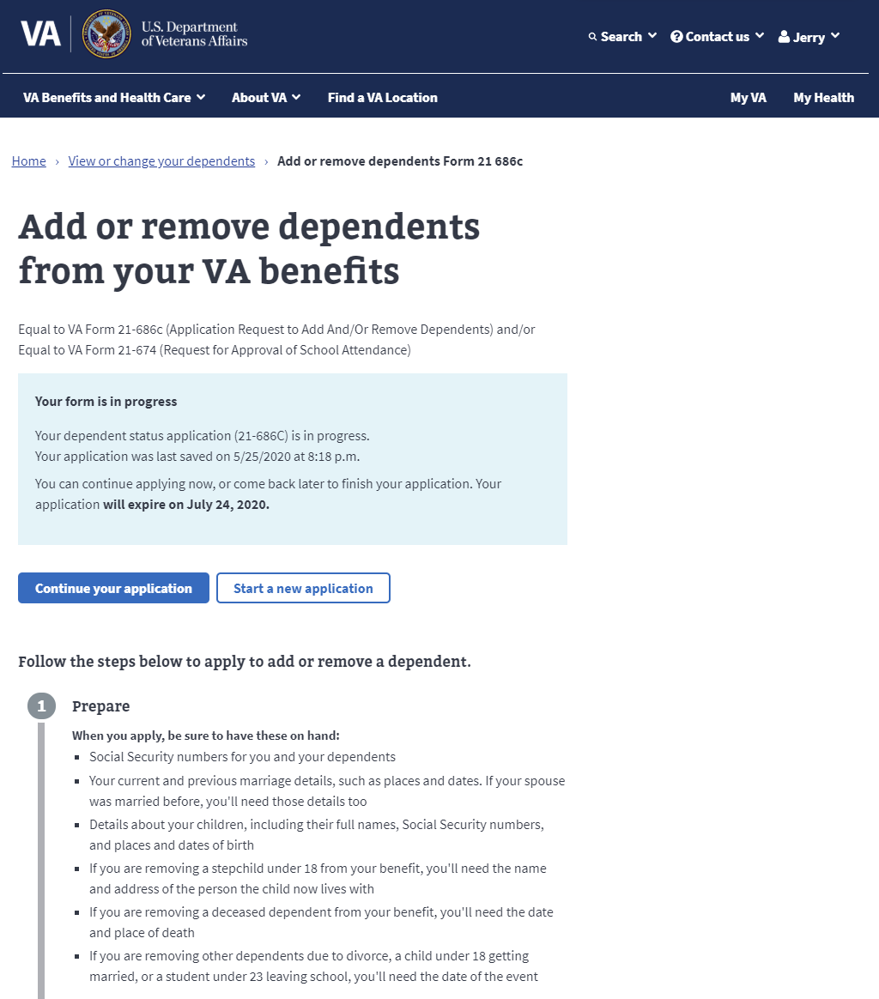 VA
U.S. Department
of Veterans Affairs
Search
Contact us
Jerry
VA Benefits and Health Care
About VA
Find a VA Location
My VA
My Health
Home › View or change your dependents › Add or remove dependents Form 21 686c
Add or remove dependents
from your VA benefits
Equal to VA Form 21-686c (Application Request to Add And/Or Remove Dependents) and/or
Equal to VA Form 21-674 (Request for Approval of School Attendance)
Your form is in progress
Your dependent status application (21-686C) is in progress.
Your application was last saved on 5/25/2020 at 8:18 p.m.
You can continue applying now, or come back later to finish your application. Your
application will expire on July 24, 2020.
Continue your application
Start a new application
Follow the steps below to apply to add or remove a dependent.
1
Prepare
When you apply, be sure to have these on hand:
▪ Social Security numbers for you and your dependents
▪ Your current and previous marriage details, such as places and dates. If your spouse
was married before, you'll need those details too
▪ Details about your children, including their full names, Social Security numbers,
and places and dates of birth
▪ If you are removing a stepchild under 18 from your benefit, you'll need the name
and address of the person the child now lives with
▪ If you are removing a deceased dependent from your benefit, you'll need the date
and place of death
▪ If you are removing other dependents due to divorce, a child under 18 getting
married, or a student under 23 leaving school, you'll need the date of the event